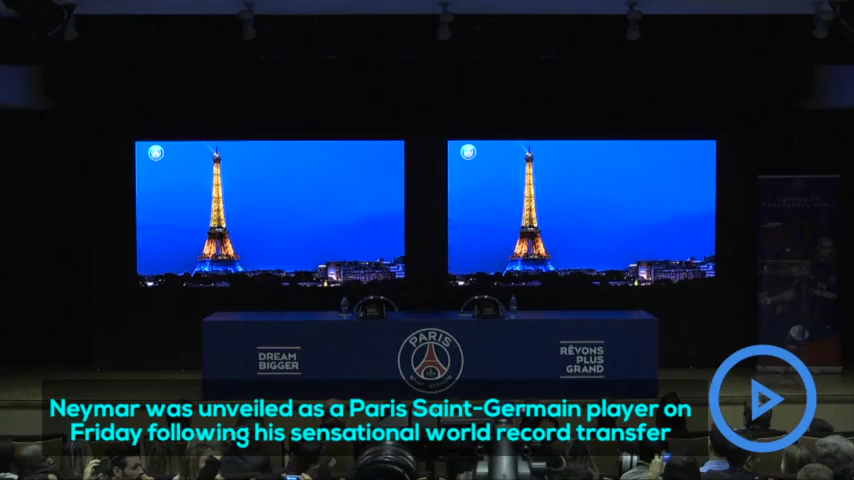 DREAM
BIGGER
PARIS
RÊVONS
PLUS
GRAND
Neymar was unveiled as a Paris Saint-Germain player on
Friday following his sensational world record transfer